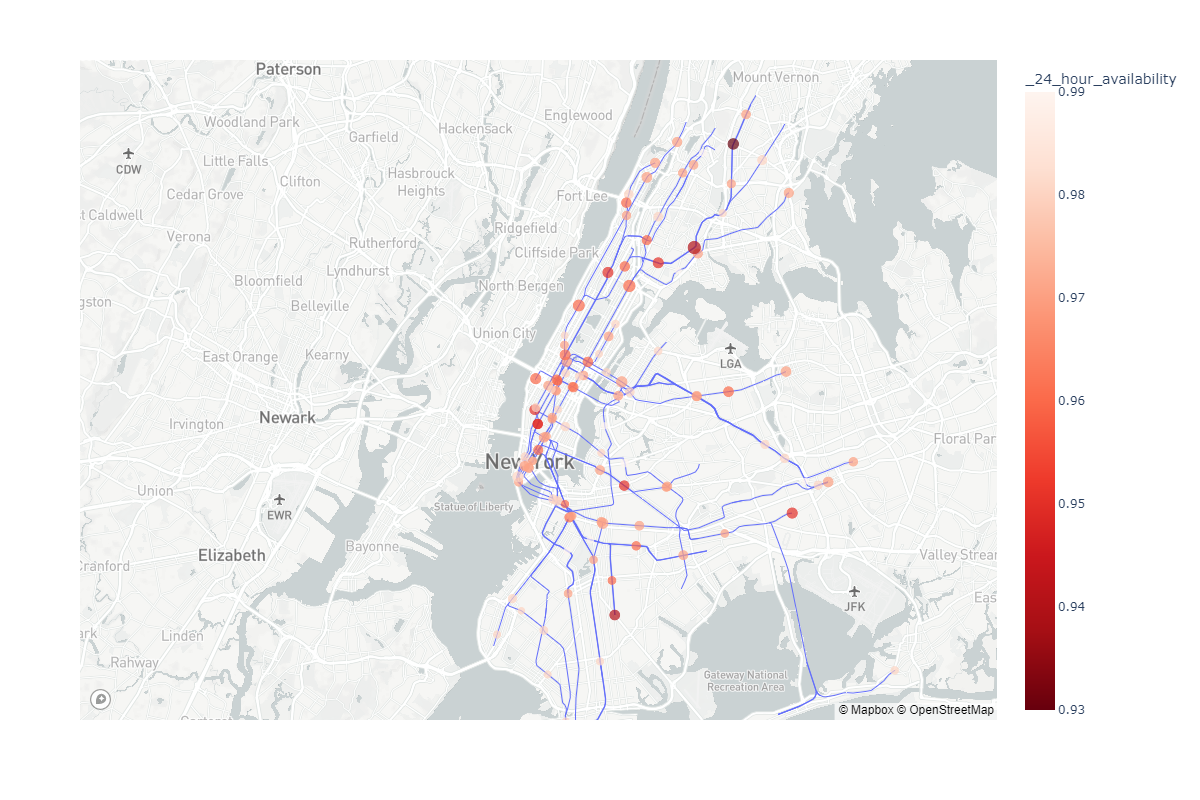 Paterson
Mount Vernon
_24_hour_availability
0.99
Englewood
Woodland Park
Hackensack
Garfield
CDW
Little Falls
Hasbrouck
Heights
Clifton
Cedar Grove
Fort Lee
0.98
t Caldwell
Ridgefield
Verona
Rutherford
Cliffside Park
Lyndhurst
Bloomfield
North Bergen
0.97
gston
Belleville
Union City
East Orange
Kearny
LGA
0.96
Newark
Irvington
Floral Par
New York
Union
0.95
EWR
Statue of Liberty
Bayonne
Elizabeth
Valley Strear
Cranford
JFK
Eas
0.94
ark
Linden
Rahway
Gateway National
Recreation Area
© Mapbox © OpenStreetMap
0.93